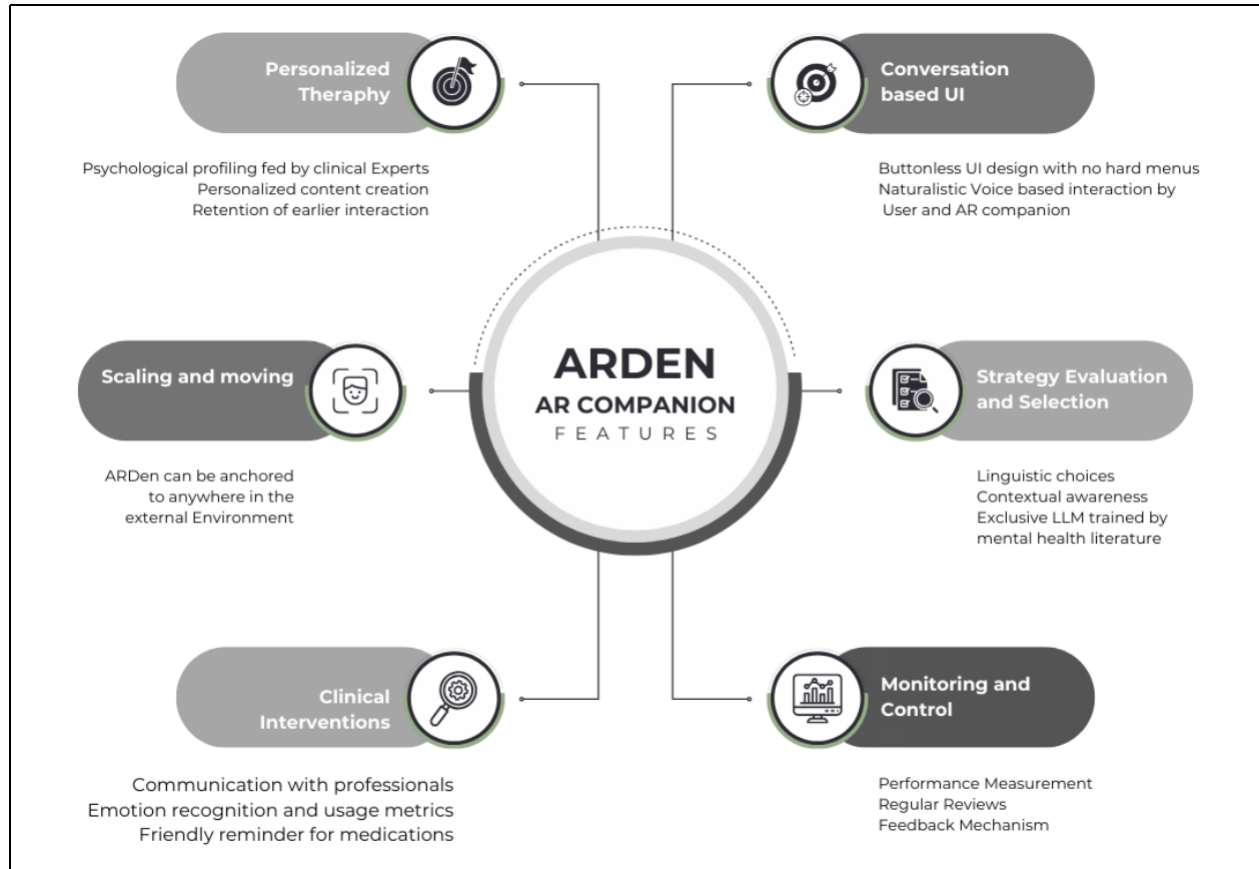 Personalized
Theraphy
Psychological profiling fed by clinical Experts
Personalized content creation
Retention of earlier interaction
Conversation
based UI
Buttonless UI design with no hard menus
Naturalistic Voice based interaction by
User and AR companion
ARDEN
AR COMPANION
FEATURES
Scaling and moving
ARDen can be anchored
to anywhere in the
external Environment
Strategy Evaluation
and Selection
Linguistic choices
Contextual awareness
Exclusive LLM trained by
mental health literature
Clinical
Interventions
Communication with professionals
Emotion recognition and usage metrics
Friendly reminder for medications
Monitoring and
Control
Performance Measurement
Regular Reviews
Feedback Mechanism